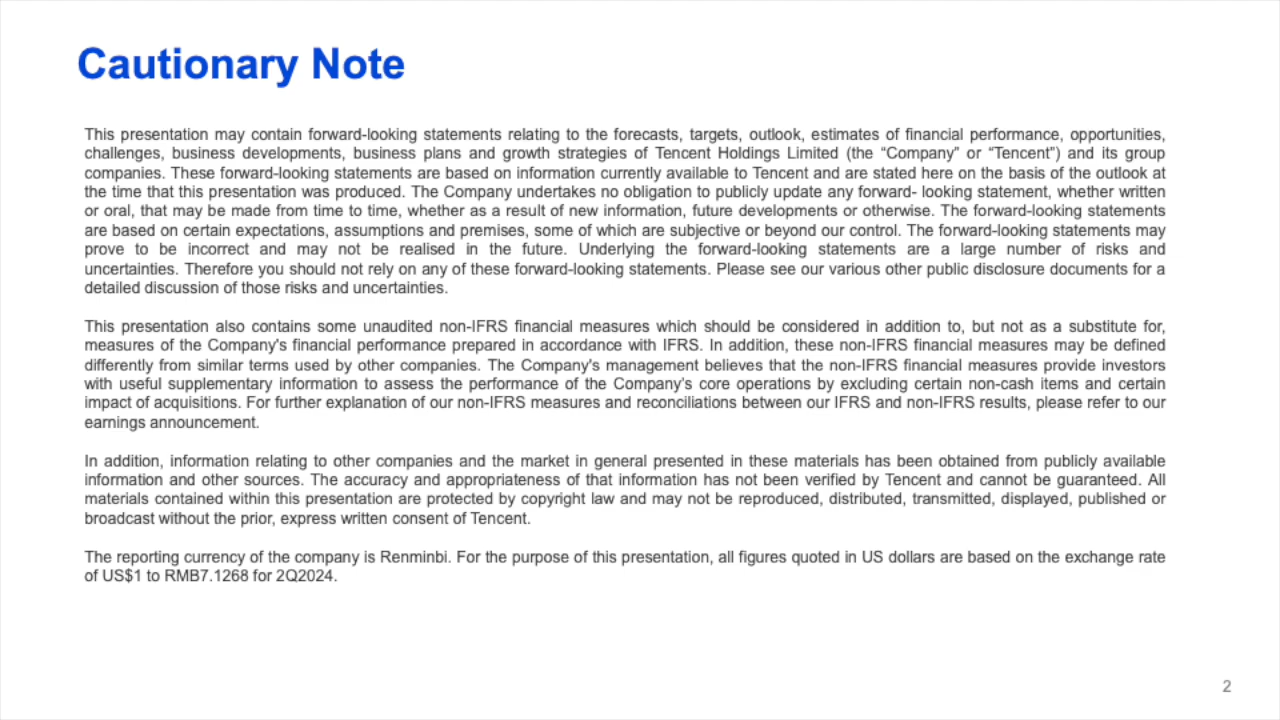 Cautionary Note
This presentation may contain forward-looking statements relating to the forecasts, targets, outlook, estimates of financial performance, opportunities,
challenges, business developments, business plans and growth strategies of Tencent Holdings Limited (the “Company” or “Tencent”) and its group
companies. These forward-looking statements are based on information currently available to Tencent and are stated here on the basis of the outlook at
the time that this presentation was produced. The Company undertakes no obligation to publicly update any forward- looking statement, whether written
or oral, that may be made from time to time, whether as a result of new information, future developments or otherwise. The forward-looking statements
are based on certain expectations, assumptions and premises, some of which are subjective or beyond our control. The forward-looking statements may
prove to be incorrect and may not be realised in the future. Underlying the forward-looking statements are a large number of risks and
uncertainties. Therefore you should not rely on any of these forward-looking statements. Please see our various other public disclosure documents for a
detailed discussion of those risks and uncertainties.
This presentation also contains some unaudited non-IFRS financial measures which should be considered in addition to, but not as a substitute for,
measures of the Company's financial performance prepared in accordance with IFRS. In addition, these non-IFRS financial measures may be defined
differently from similar terms used by other companies. The Company's management believes that the non-IFRS financial measures provide investors
with useful supplementary information to assess the performance of the Company's core operations by excluding certain non-cash items and certain
impact of acquisitions. For further explanation of our non-IFRS measures and reconciliations between our IFRS and non-IFRS results, please refer to our
earnings announcement.
In addition, information relating to other companies and the market in general presented in these materials has been obtained from publicly available
information and other sources. The accuracy and appropriateness of that information has not been verified by Tencent and cannot be guaranteed. All
materials contained within this presentation are protected by copyright law and may not be reproduced, distributed, transmitted, displayed, published or
broadcast without the prior, express written consent of Tencent.
The reporting currency of the company is Renminbi. For the purpose of this presentation, all figures quoted in US dollars are based on the exchange rate
of US$1 to RMB7.1268 for 2Q2024.
2